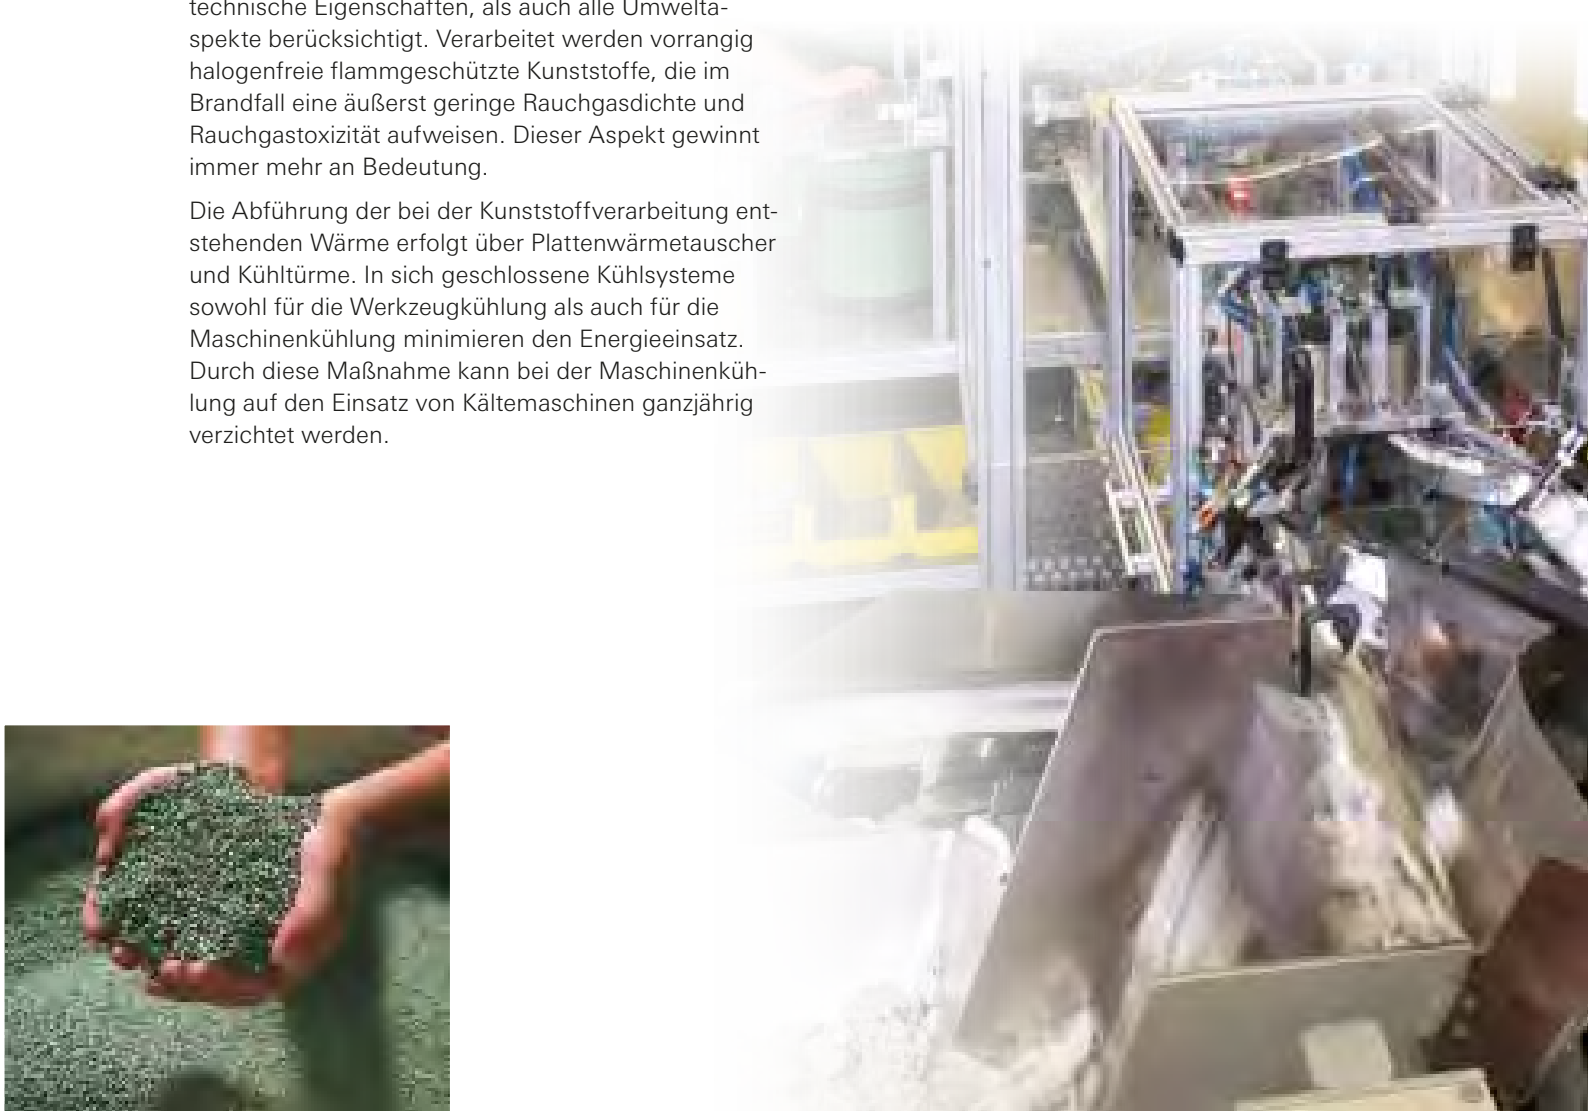 technische Eigenschaften, als auch alle Umwelta-
spekte berücksichtigt. Verarbeitet werden vorrangig
halogenfreie flammgeschützte Kunststoffe, die im
Brandfall eine äußerst geringe Rauchgasdichte und
Rauchgastoxizität aufweisen. Dieser Aspekt gewinnt
immer mehr an Bedeutung.
Die Abführung der bei der Kunststoffverarbeitung ent-
stehenden Wärme erfolgt über Plattenwärmetauscher
und Kühltürme. In sich geschlossene Kühlsysteme
sowohl für die Werkzeugkühlung als auch für die
Maschinenkühlung minimieren den Energieeinsatz.
Durch diese Maßnahme kann bei der Maschinenküh-
lung auf den Einsatz von Kältemaschinen ganzjährig
verzichtet werden.